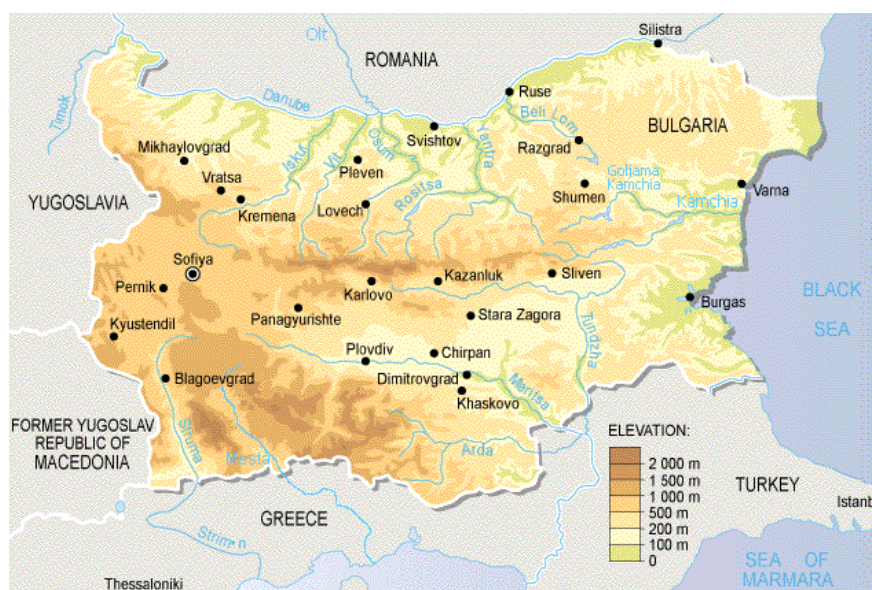 Silistra
Olt
ROMANIA
Timok
Danube
Ruse
Beli Lom
BULGARIA
Svishtov
Yantra
Razgrad
Mikhaylovgrad
Iskur
Vit
Osum
Pleven
Goljama
Kamchia
Vratsa
YUGOSLAVIA
Kremena
Lovech
Rositsa
Shumen
Kamchia
Varna
Sofiya
Pernik
Karlovo
Kazanluk
Sliven
BLACK
SEA
Burgas
Kyustendil
Panagyurishte
Stara Zagora
Tundzha
Plovdiv
Chirpan
Blagoevgrad
Dimitrovgrad
Maritsa
Khaskovo
FORMER YUGOSLAV
REPUBLIC OF
MACEDONIA
Struma
Mesta
Arda
ELEVATION:
2 000 m
1 500 m
1 000 m
500 m
200 m
100 m
0
TURKEY
Istanb
GREECE
SEA OF
MARMARA
Thessaloniki